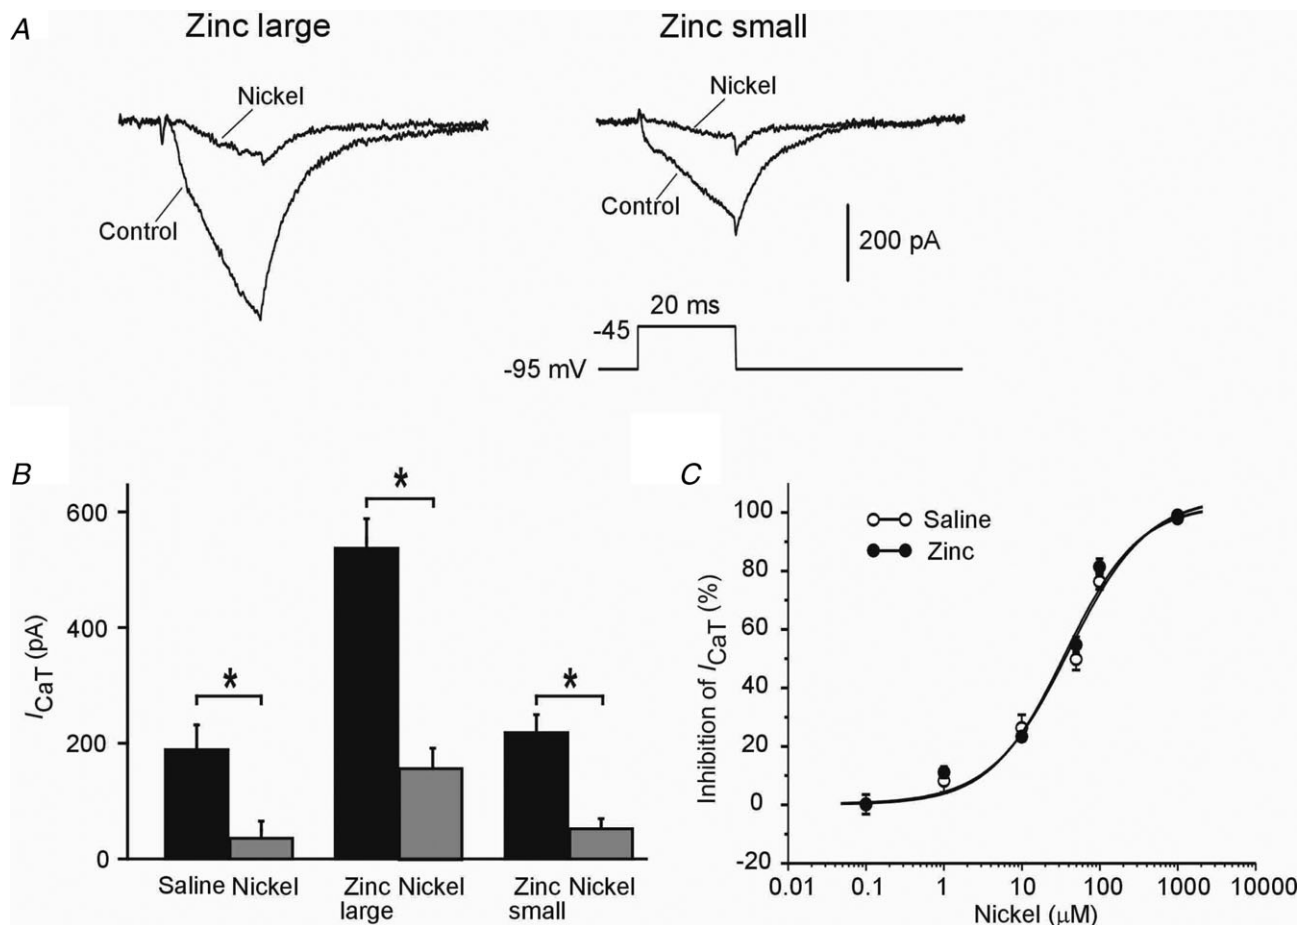 A
Zinc large
Zinc small
Nickel
Nickel
Control
Control
200 pA
20 ms
-45
-95 mV
B
*
*
*
600
400
200
0
I CaT (pA)
Saline Nickel
Zinc Nickel
large
Zinc Nickel
small
C
Saline
Zinc
100
80
60
40
20
0
-20
Inhibition of I CaT (%)
0.01 0.1 1 10 100 1000 10000
Nickel (μM)